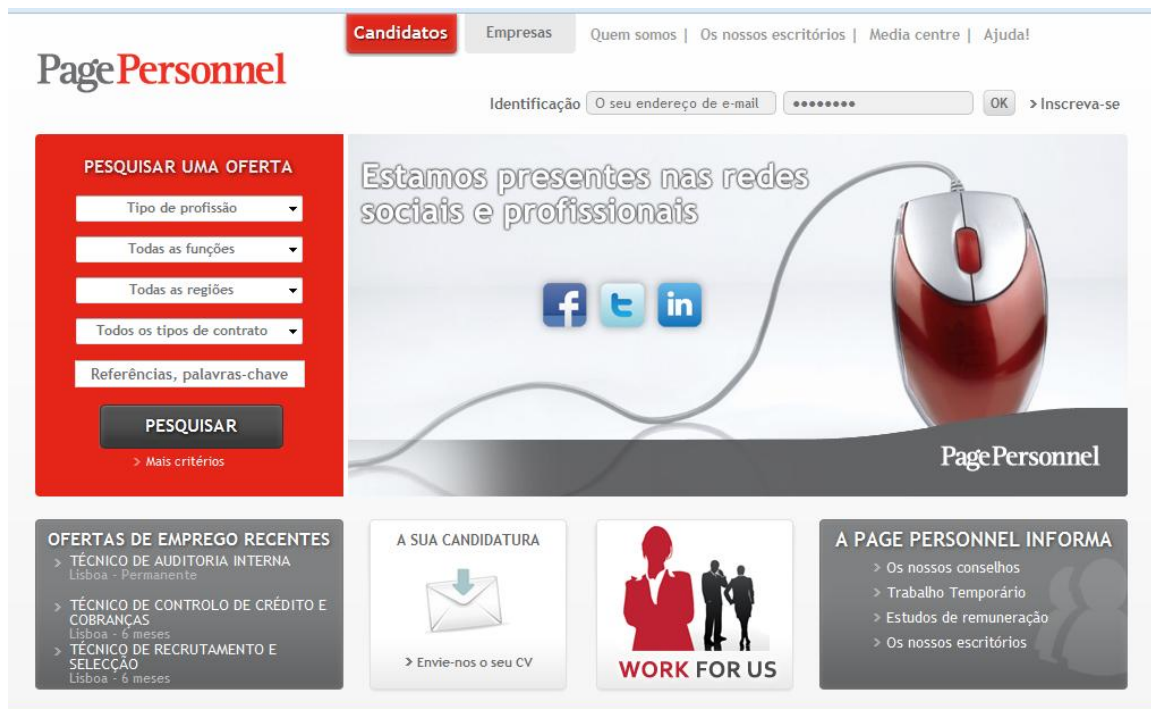 Candidatos
Empresas
Quem somos | Os nossos escritórios | Media centre | Ajuda!
PagePersonnel
Identificação
O seu endereço de e-mail
••••••••
OK
> Inscreva-se
PESQUISAR UMA OFERTA
Tipo de profissão
Todas as funções
Todas as regiões
Todos os tipos de contrato
Referências, palavras-chave
PESQUISAR
> Mais critérios
Estamos presentes nas redes
sociais e profissionais
f
t
in
PagePersonnel
OFERTAS DE EMPREGO RECENTES
> TÉCNICO DE AUDITORIA INTERNA
Lisboa - Permanente
> TÉCNICO DE CONTROLO DE CRÉDITO E
COBRANÇAS
Lisboa - 6 meses
> TÉCNICO DE RECRUTAMENTO E
SELECÇÃO
Lisboa - 6 meses
A SUA CANDIDATURA
> Envie-nos o seu CV
WORK FOR US
A PAGE PERSONNEL INFORMA
> Os nossos conselhos
> Trabalho Temporário
> Estudos de remuneração
> Os nossos escritórios